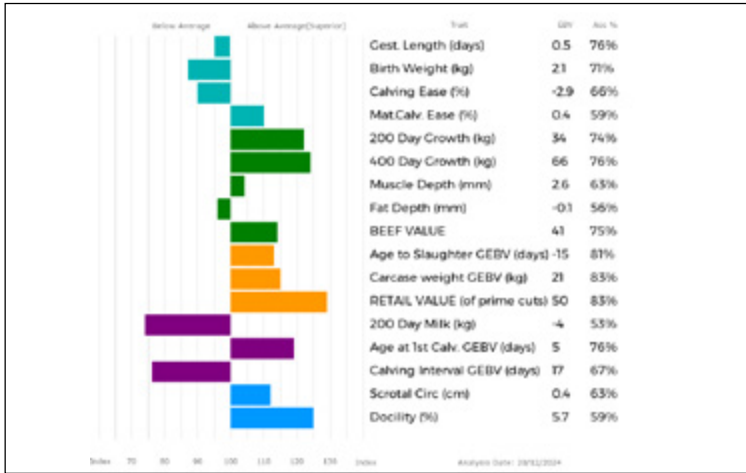 Below Average Above Average(Superior) Trait EBV Acc %
Gest. Length (days) 0.5 76%
Birth Weight (kg) 2.1 71%
Calving Ease (%) -2.9 66%
Mat.Calv. Ease (%) 0.4 59%
200 Day Growth (kg) 34 74%
400 Day Growth (kg) 66 76%
Muscle Depth (mm) 2.6 63%
Fat Depth (mm) -0.1 56%
BEEF VALUE 41 75%
Age to Slaughter GEBV (days) -15 81%
Carcase weight GEBV (kg) 21 83%
RETAIL VALUE (of prime cuts) 50 83%
200 Day Milk (kg) -4 53%
Age at 1st Calv. GEBV (days) 5 76%
Calving Interval GEBV (days) 17 67%
Scrotal Circ (cm) 0.4 63%
Docility (%) 5.7 59%
Index 70 80 90 100 110 120 130 Index Analysis Date: